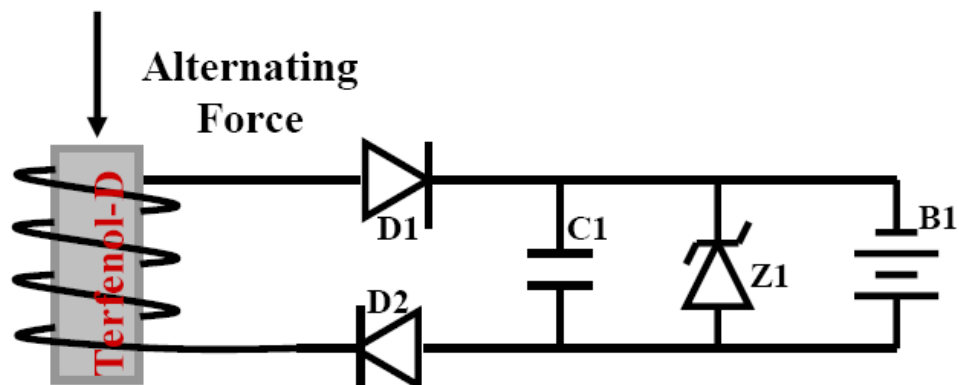 Alternating
Force
Terfenol-D
D1
C1
B1
Z1
D2